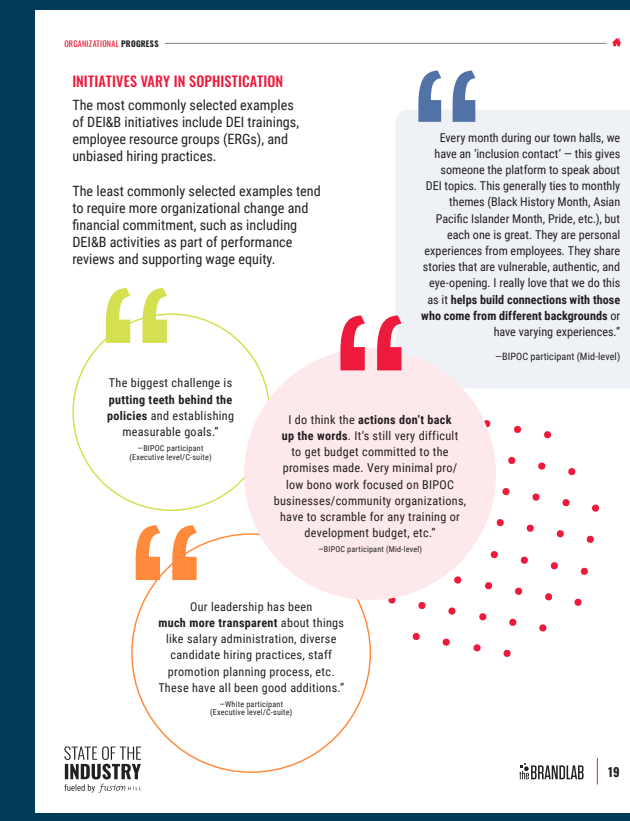 ORGANIZATIONAL PROGRESS
INITIATIVES VARY IN SOPHISTICATION
The most commonly selected examples
of DEI&B initiatives include DEI trainings,
employee resource groups (ERGs), and
unbiased hiring practices.
The least commonly selected examples tend
to require more organizational change and
financial commitment, such as including
DEI&B activities as part of performance
reviews and supporting wage equity.
Every month during our town halls, we
have an ‘inclusion contact’ — this gives
someone the platform to speak about
DEI topics. This generally ties to monthly
themes (Black History Month, Asian
Pacific Islander Month, Pride, etc.), but
each one is great. They are personal
experiences from employees. They share
stories that are vulnerable, authentic, and
eye-opening. I really love that we do this
as it helps build connections with those
who come from different backgrounds or
have varying experiences.”
—BIPOC participant (Mid-level)
The biggest challenge is
putting teeth behind the
policies and establishing
measurable goals.”
—BIPOC participant
(Executive level/C-suite)
I do think the actions don’t back
up the words. It’s still very difficult
to get budget committed to the
promises made. Very minimal pro/
low bono work focused on BIPOC
businesses/community organizations,
have to scramble for any training or
development budget, etc.”
—BIPOC participant (Mid-level)
Our leadership has been
much more transparent about things
like salary administration, diverse
candidate hiring practices, staff
promotion planning process, etc.
These have all been good additions.”
—White participant
(Executive level/C-suite)
STATE OF THE
INDUSTRY
fueled by fusion HILL
the BRANDLAB
19